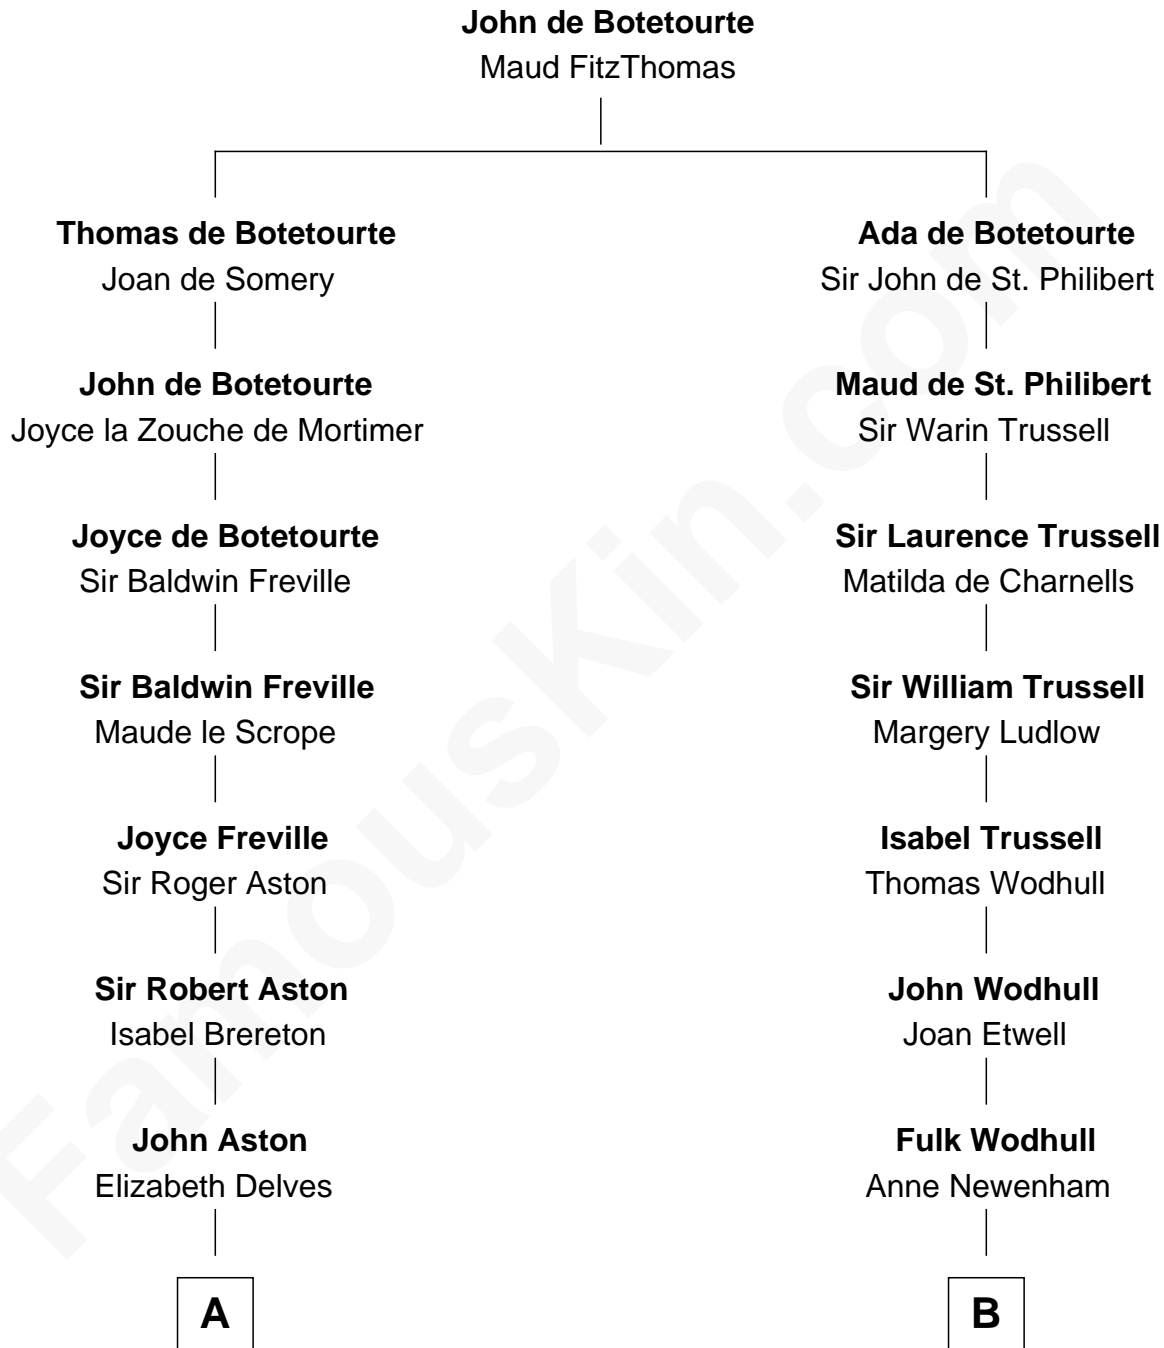 John de Botetourte
Maud FitzThomas
Thomas de Botetourte
Joan de Somery
John de Botetourte
Joyce la Zouche de Mortimer
Joyce de Botetourte
Sir Baldwin Freville
Sir Baldwin Freville
Maude le Scrope
Joyce Freville
Sir Roger Aston
Sir Robert Aston
Isabel Brereton
John Aston
Elizabeth Delves
A
Ada de Botetourte
Sir John de St. Philibert
Maud de St. Philibert
Sir Warin Trussell
Sir Laurence Trussell
Matilda de Charnells
Sir William Trussell
Margery Ludlow
Isabel Trussell
Thomas Wodhull
John Wodhull
Joan Etwell
Fulk Wodhull
Anne Newenham
B
FamousKin.com